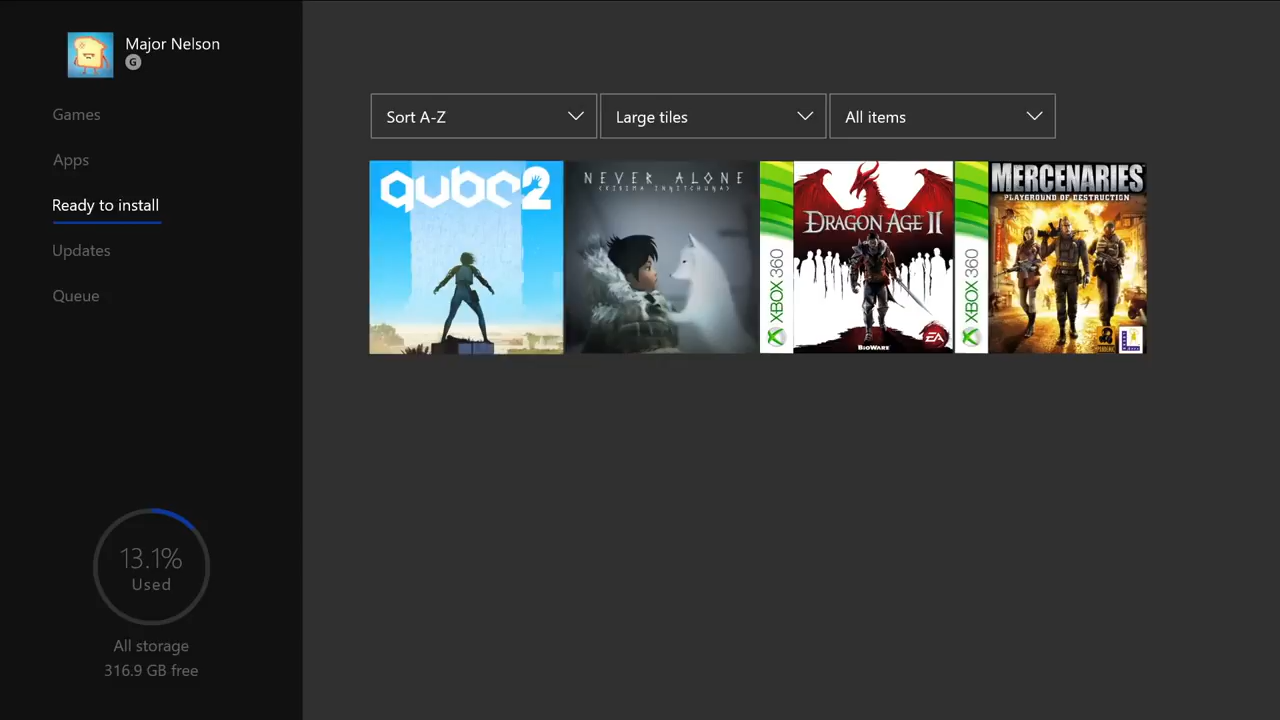 Major Nelson
G
Games
Apps
Ready to install
Updates
Queue
13.1%
Used
All storage
316.9 GB free
Sort A-Z
Large tiles
All items
qube 2
NEVER ALONE
(KISIMA INGITCHUNA)
XBOX 360
DRAGON AGE II
BIOWARE
EA
XBOX 360
MERCENARIES
PLAYGROUND OF DESTRUCTION